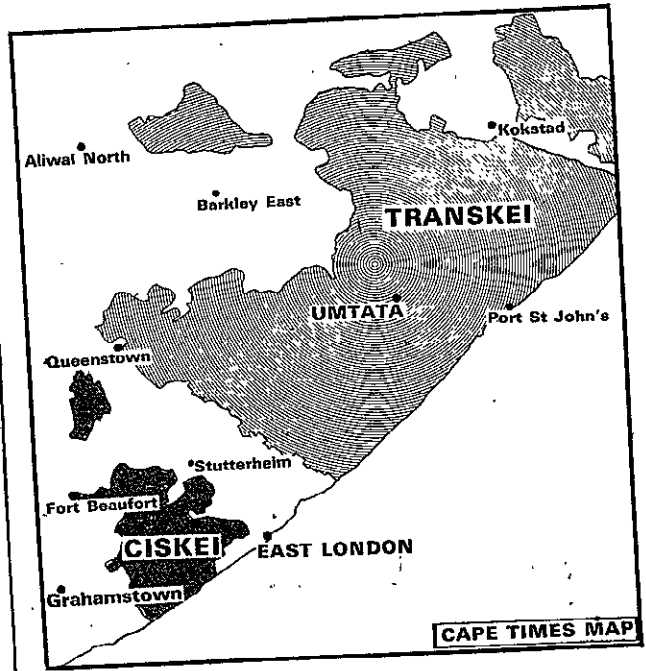 Kokstad
Aliwal North
Barkley East
TRANSKEI
UMTATA
Port St John's
Queenstown
Stutterheim
Fort Beaufort
CISKEI
EAST LONDON
Grahamstown
CAPE TIMES MAP